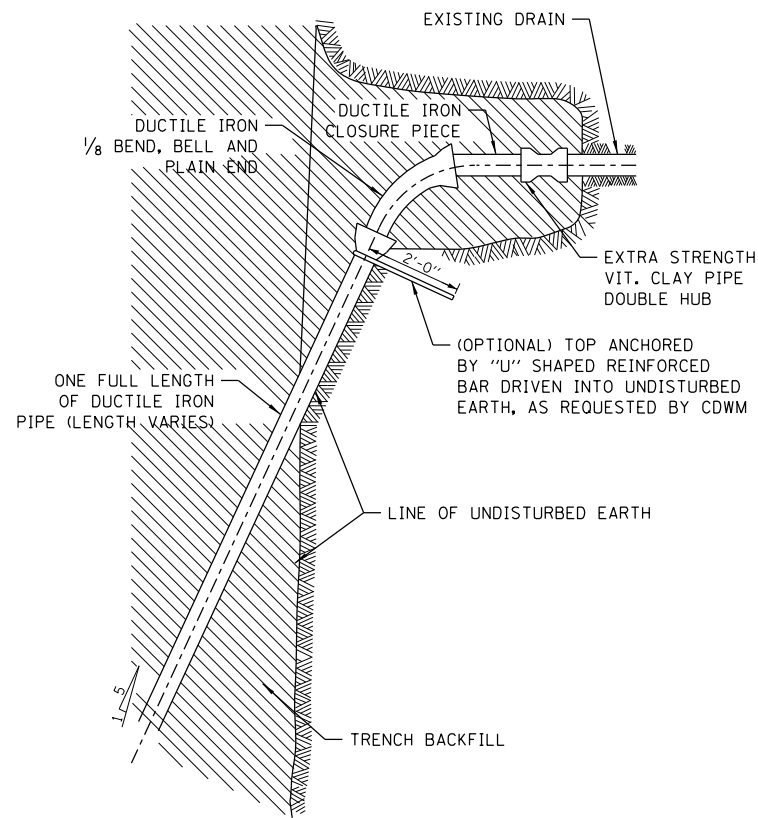 EXISTING DRAIN
DUCTILE IRON
CLOSURE PIECE
DUCTILE IRON
⅛ BEND, BELL AND
PLAIN END
EXTRA STRENGTH
VIT. CLAY PIPE
DOUBLE HUB
2'-0"
(OPTIONAL) TOP ANCHORED
BY "U" SHAPED REINFORCED
BAR DRIVEN INTO UNDISTURBED
EARTH, AS REQUESTED BY CDWM
ONE FULL LENGTH
OF DUCTILE IRON
PIPE (LENGTH VARIES)
LINE OF UNDISTURBED EARTH
5
1
TRENCH BACKFILL